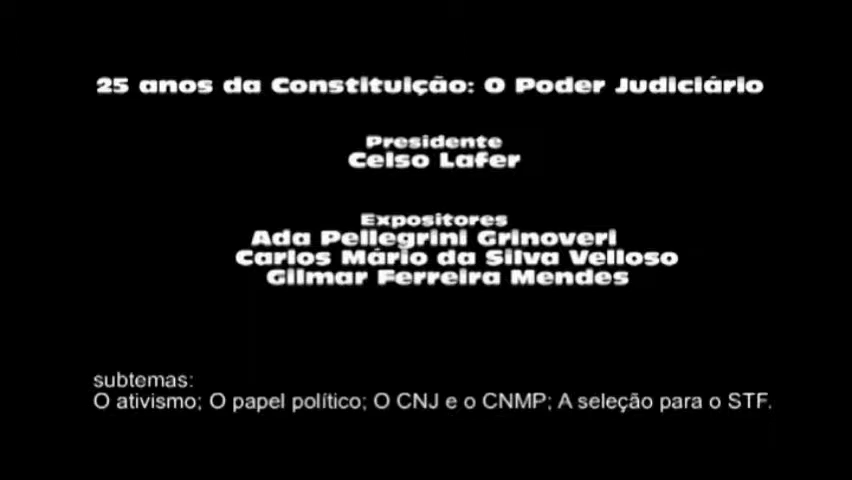 25 anos da Constituição: O Poder Judiciário
Presidente
Celso Lafer
Expositores
Ada Pellegrini Grinoveri
Carlos Mário da Silva Velloso
Gilmar Ferreira Mendes
subtemas:
O ativismo; O papel político; O CNJ e o CNMP; A seleção para o STF.